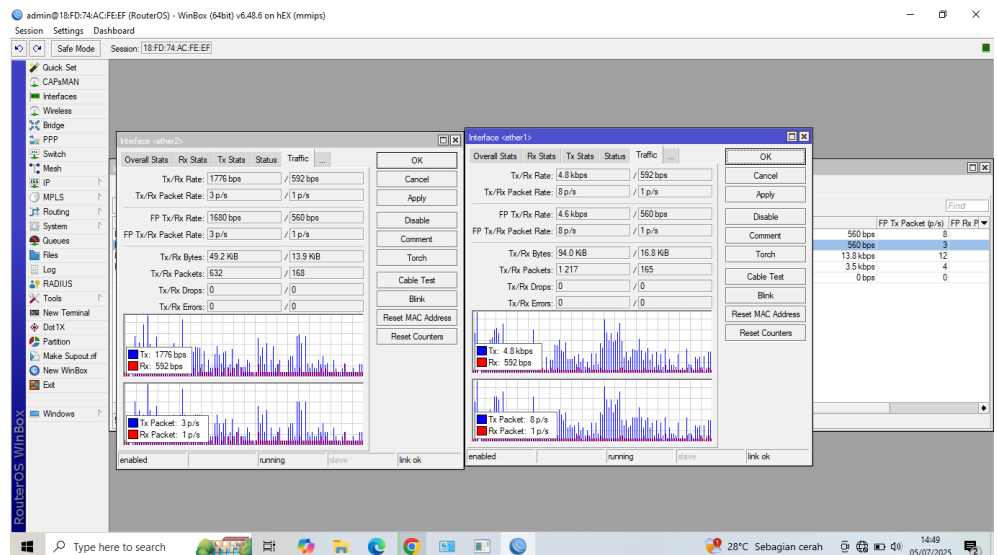 admin@18:FD:74:AC:FE:EF (RouterOS) - WinBox (64bit) v6.48.6 on hEX (mmips)
Session Settings Dashboard
Safe Mode Session: 18:FD:74:AC:FE:EF
Quick Set
CAPsMAN
Interfaces
Wireless
Bridge
PPP
Switch
Mesh
IP
MPLS
Routing
System
Queues
Files
Log
RADIUS
Tools
New Terminal
Dot1X
Partition
Make Supout.rif
New WinBox
Exit
Windows
RouterOS WinBox
Interface <ether2>
Overall Stats Rx Stats Tx Stats Status Traffic ...
Tx/Rx Rate: 1776 bps / 592 bps
Tx/Rx Packet Rate: 3 p/s / 1 p/s
FP Tx/Rx Rate: 1680 bps / 560 bps
FP Tx/Rx Packet Rate: 3 p/s / 1 p/s
Tx/Rx Bytes: 49.2 KiB / 13.9 KiB
Tx/Rx Packets: 632 / 168
Tx/Rx Drops: 0 / 0
Tx/Rx Errors: 0 / 0
Tx: 1776 bps
Rx: 592 bps
Tx Packet: 3 p/s
Rx Packet: 1 p/s
enabled running slave link ok
OK
Cancel
Apply
Disable
Comment
Torch
Cable Test
Blink
Reset MAC Address
Reset Counters
Interface <ether1>
Overall Stats Rx Stats Tx Stats Status Traffic ...
Tx/Rx Rate: 4.8 kbps / 592 bps
Tx/Rx Packet Rate: 8 p/s / 1 p/s
FP Tx/Rx Rate: 4.6 kbps / 560 bps
FP Tx/Rx Packet Rate: 8 p/s / 1 p/s
Tx/Rx Bytes: 94.0 KiB / 16.8 KiB
Tx/Rx Packets: 1 217 / 165
Tx/Rx Drops: 0 / 0
Tx/Rx Errors: 0 / 0
Tx: 4.8 kbps
Rx: 592 bps
Tx Packet: 8 p/s
Rx Packet: 1 p/s
enabled running slave link ok
OK
Cancel
Apply
Disable
Comment
Torch
Cable Test
Blink
Reset MAC Address
Reset Counters
Find
FP Tx Packet (p/s) FP Rx P
560 bps 8
560 bps 3
13.8 kbps 12
3.5 kbps 4
0 bps 0
Type here to search
28°C Sebagian cerah
14:49
05/07/2025